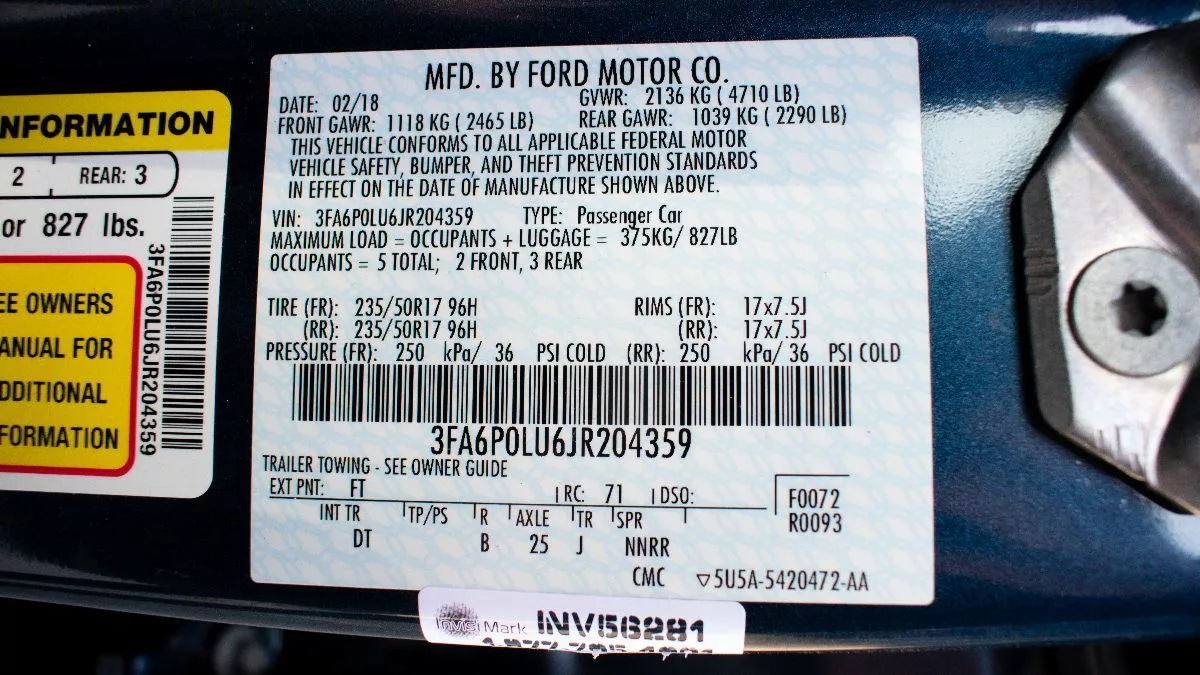 NFORMATION
2 REAR: 3
or 827 lbs.
EE OWNERS
ANUAL FOR
DDITIONAL
FORMATION
3FA6P0LU6JR204359
MFD. BY FORD MOTOR CO.
DATE: 02/18 GVWR: 2136 KG ( 4710 LB)
FRONT GAWR: 1118 KG ( 2465 LB) REAR GAWR: 1039 KG ( 2290 LB)
THIS VEHICLE CONFORMS TO ALL APPLICABLE FEDERAL MOTOR
VEHICLE SAFETY, BUMPER, AND THEFT PREVENTION STANDARDS
IN EFFECT ON THE DATE OF MANUFACTURE SHOWN ABOVE.
VIN: 3FA6P0LU6JR204359 TYPE: Passenger Car
MAXIMUM LOAD = OCCUPANTS + LUGGAGE = 375KG/ 827LB
OCCUPANTS = 5 TOTAL; 2 FRONT, 3 REAR
TIRE (FR): 235/50R17 96H RIMS (FR): 17x7.5J
(RR): 235/50R17 96H (RR): 17x7.5J
PRESSURE (FR): 250 kPa/ 36 PSI COLD (RR): 250 kPa/ 36 PSI COLD
3FA6P0LU6JR204359
TRAILER TOWING - SEE OWNER GUIDE
EXT PNT: FT RC: 71 DSO: F0072
INT TR TP/PS R AXLE TR SPR R0093
DT B 25 J NNRR
CMC ▽5U5A-5420472-AA
Mark INV56281